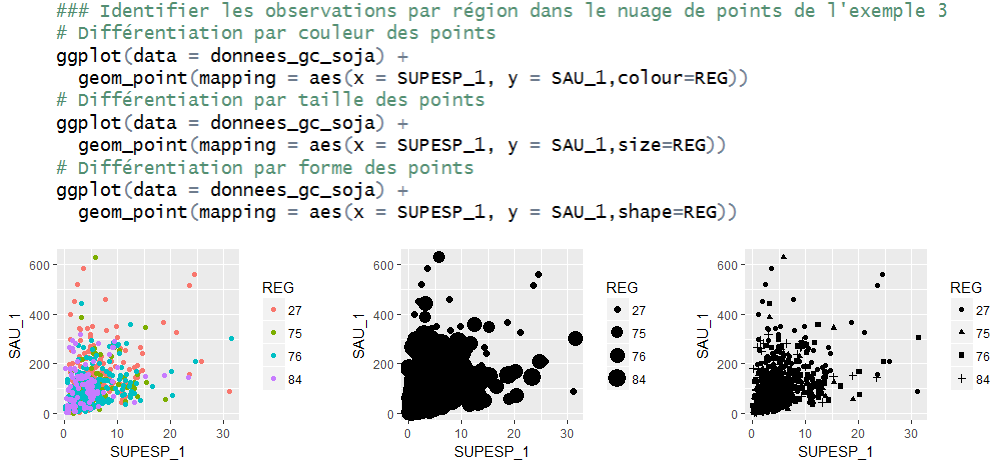 ### Identifier les observations par région dans le nuage de points de l'exemple 3
# Différentiation par couleur des points
ggplot(data = donnees_gc_soja) +
  geom_point(mapping = aes(x = SUPESP_1, y = SAU_1,colour=REG))
# Différentiation par taille des points
ggplot(data = donnees_gc_soja) +
  geom_point(mapping = aes(x = SUPESP_1, y = SAU_1,size=REG))
# Différentiation par forme des points
ggplot(data = donnees_gc_soja) +
  geom_point(mapping = aes(x = SUPESP_1, y = SAU_1,shape=REG))
600
400
200
0
SAU_1
0 10 20 30
SUPESP_1
REG
27
75
76
84
600
400
200
0
SAU_1
0 10 20 30
SUPESP_1
REG
27
75
76
84
600
400
200
0
SAU_1
0 10 20 30
SUPESP_1
REG
27
75
76
84